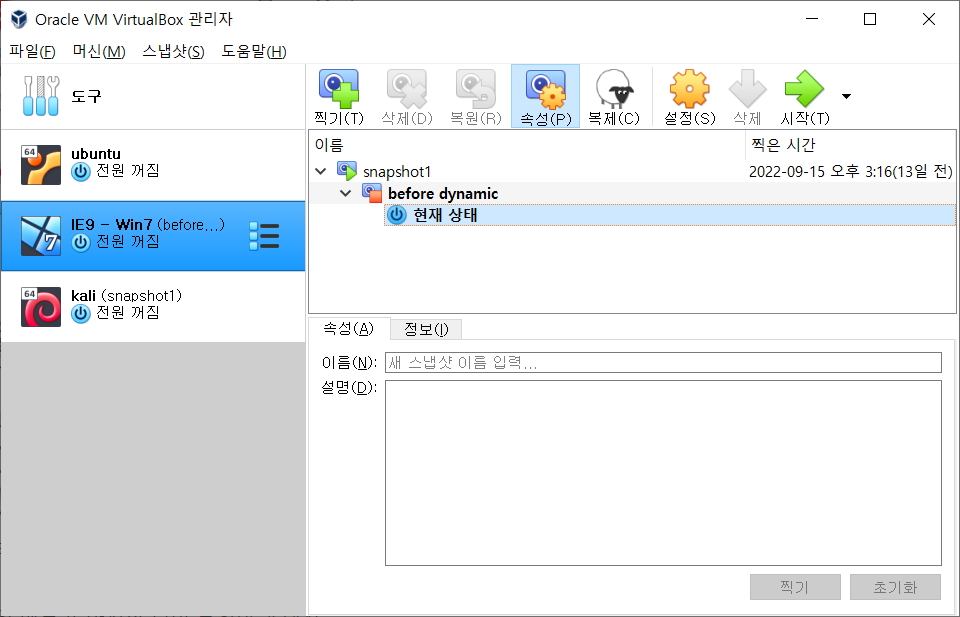 Oracle VM VirtualBox 관리자
파일(F) 머신(M) 스냅샷(S) 도움말(H)
도구
찍기(T) 삭제(D) 복원(R) 속성(P) 복제(C) 설정(S) 삭제 시작(T)
64
ubuntu
전원 꺼짐
7
IE9 - Win7 (before...)
전원 꺼짐
64
kali (snapshot1)
전원 꺼짐
이름 찍은 시간
snapshot1 2022-09-15 오후 3:16(13일 전)
before dynamic
현재 상태
속성(A) 정보(I)
이름(N): 새 스냅샷 이름 입력...
설명(D):
찍기 초기화